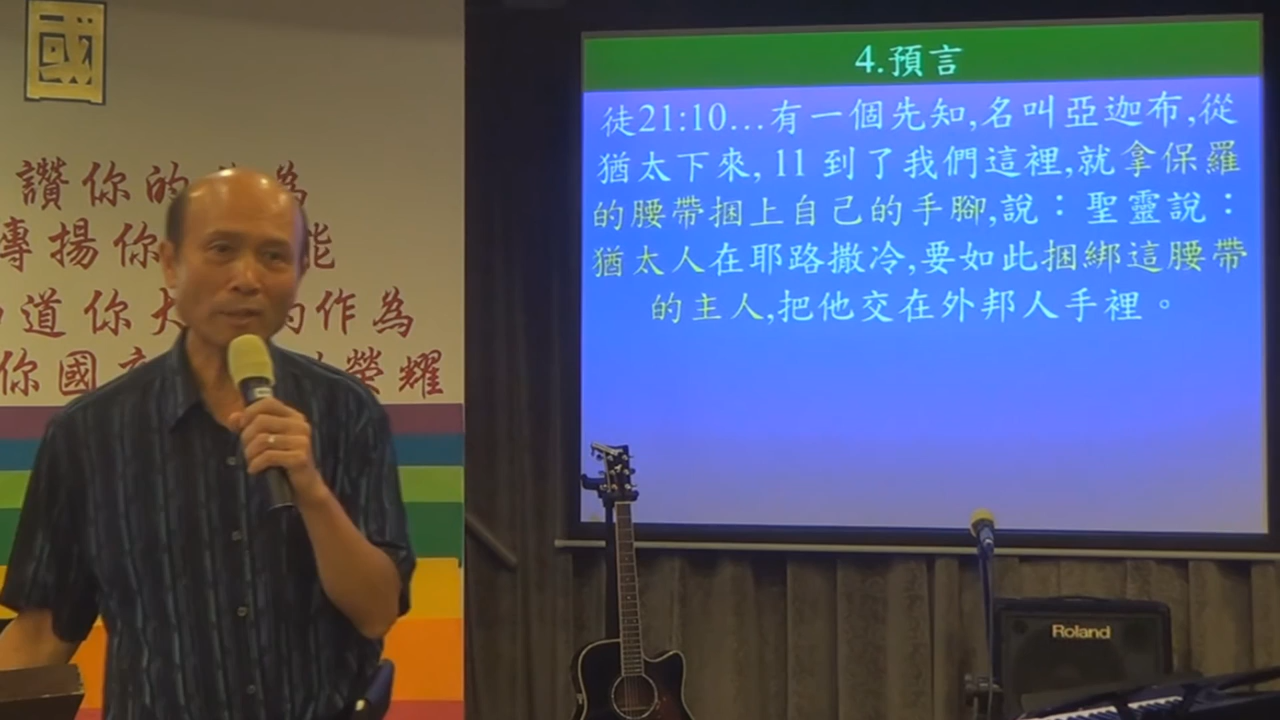 國
讚你的為
傳揚你能
道你大的作為
你國榮耀
4.預言
徒21:10…有一個先知,名叫亞迦布,從
猶太下來, 11 到了我們這裡,就拿保羅
的腰帶捆上自己的手腳,說：聖靈說：
猶太人在耶路撒冷,要如此捆綁這腰帶
的主人,把他交在外邦人手裡。
Roland